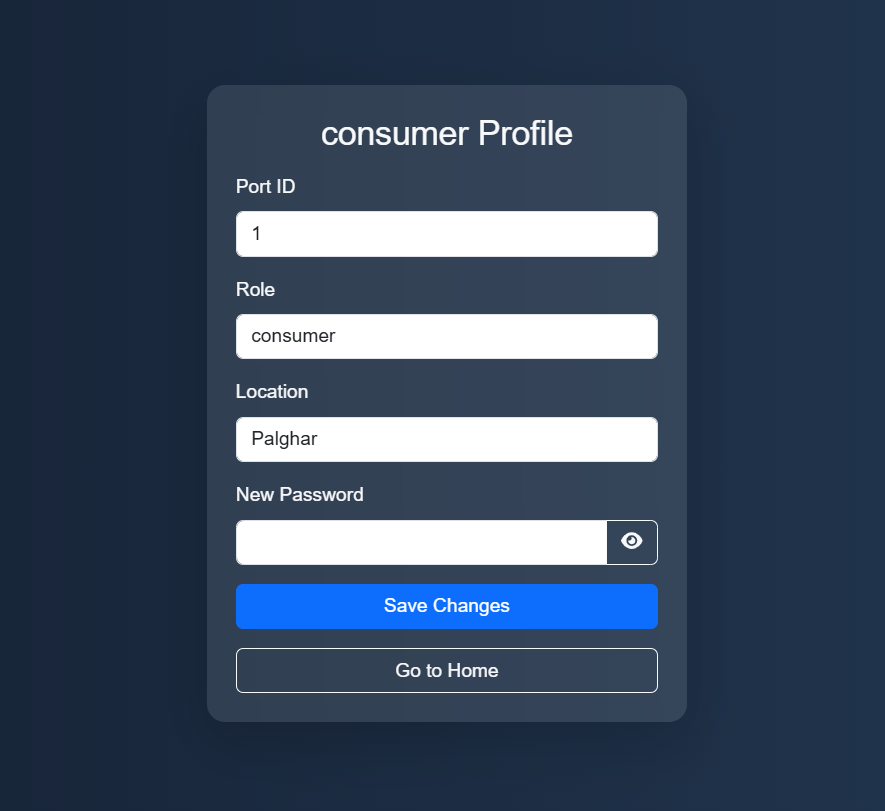 consumer Profile
Port ID
1
Role
consumer
Location
Palghar
New Password
Save Changes
Go to Home